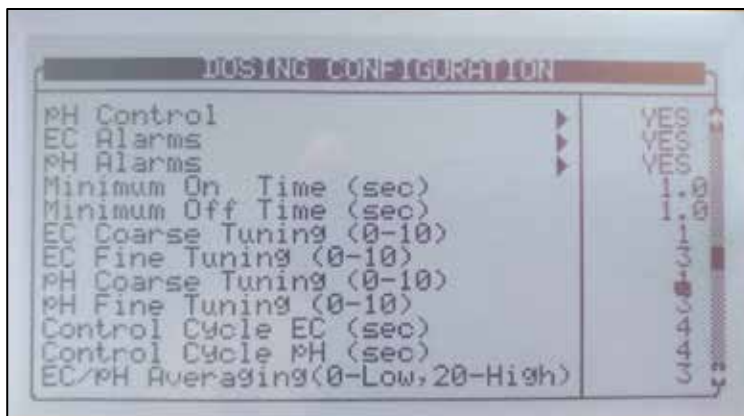 DOSING CONFIGURATION
pH Control YES
EC Alarms YES
pH Alarms YES
Minimum On Time (sec) 1.0
Minimum Off Time (sec) 1.0
EC Coarse Tuning (0-10) 1
EC Fine Tuning (0-10) 3
pH Coarse Tuning (0-10)
pH Fine Tuning (0-10)
Control Cycle EC (sec) 4
Control Cycle pH (sec) 4
EC/pH Averaging(0-Low,20-High) 3